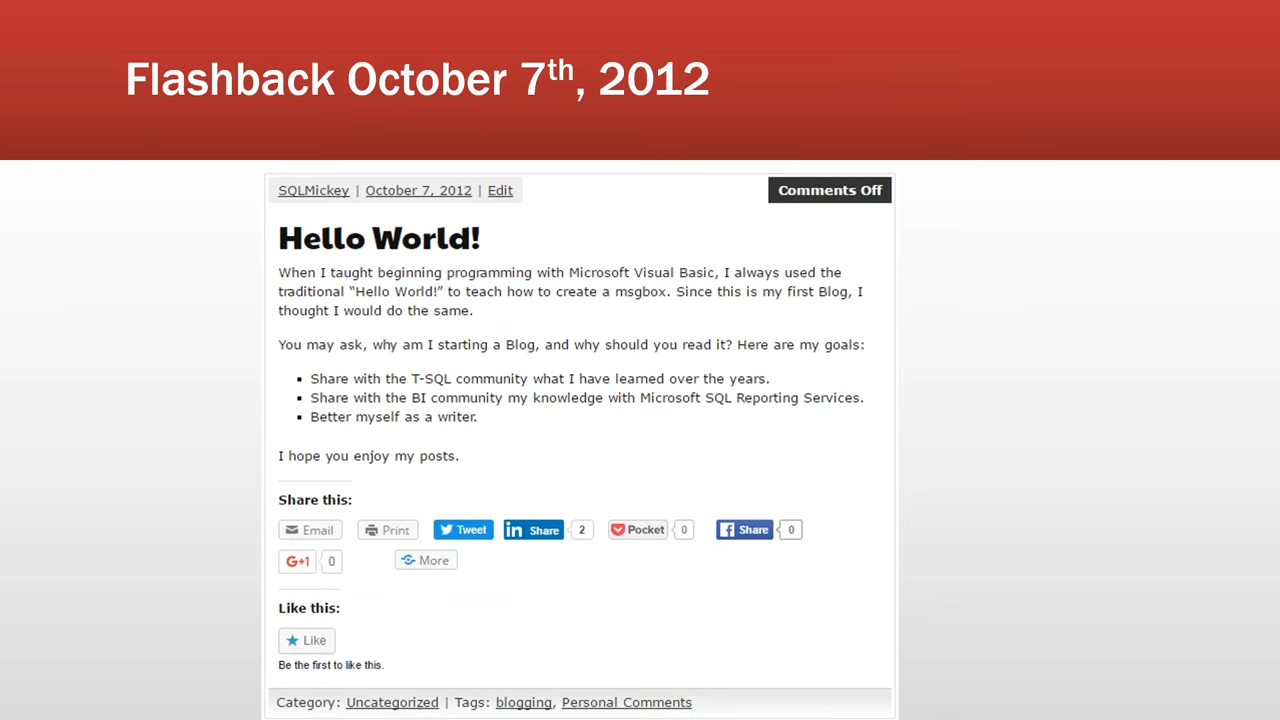 Flashback October 7th, 2012
SQLMickey | October 7, 2012 | Edit
Comments Off
Hello World!
When I taught beginning programming with Microsoft Visual Basic, I always used the
traditional “Hello World!” to teach how to create a msgbox. Since this is my first Blog, I
thought I would do the same.
You may ask, why am I starting a Blog, and why should you read it? Here are my goals:
▪ Share with the T-SQL community what I have learned over the years.
▪ Share with the BI community my knowledge with Microsoft SQL Reporting Services.
▪ Better myself as a writer.
I hope you enjoy my posts.
Share this:
Email Print Tweet in Share 2 Pocket 0 Share 0
G+1 0 More
Like this:
Like
Be the first to like this.
Category: Uncategorized | Tags: blogging, Personal Comments